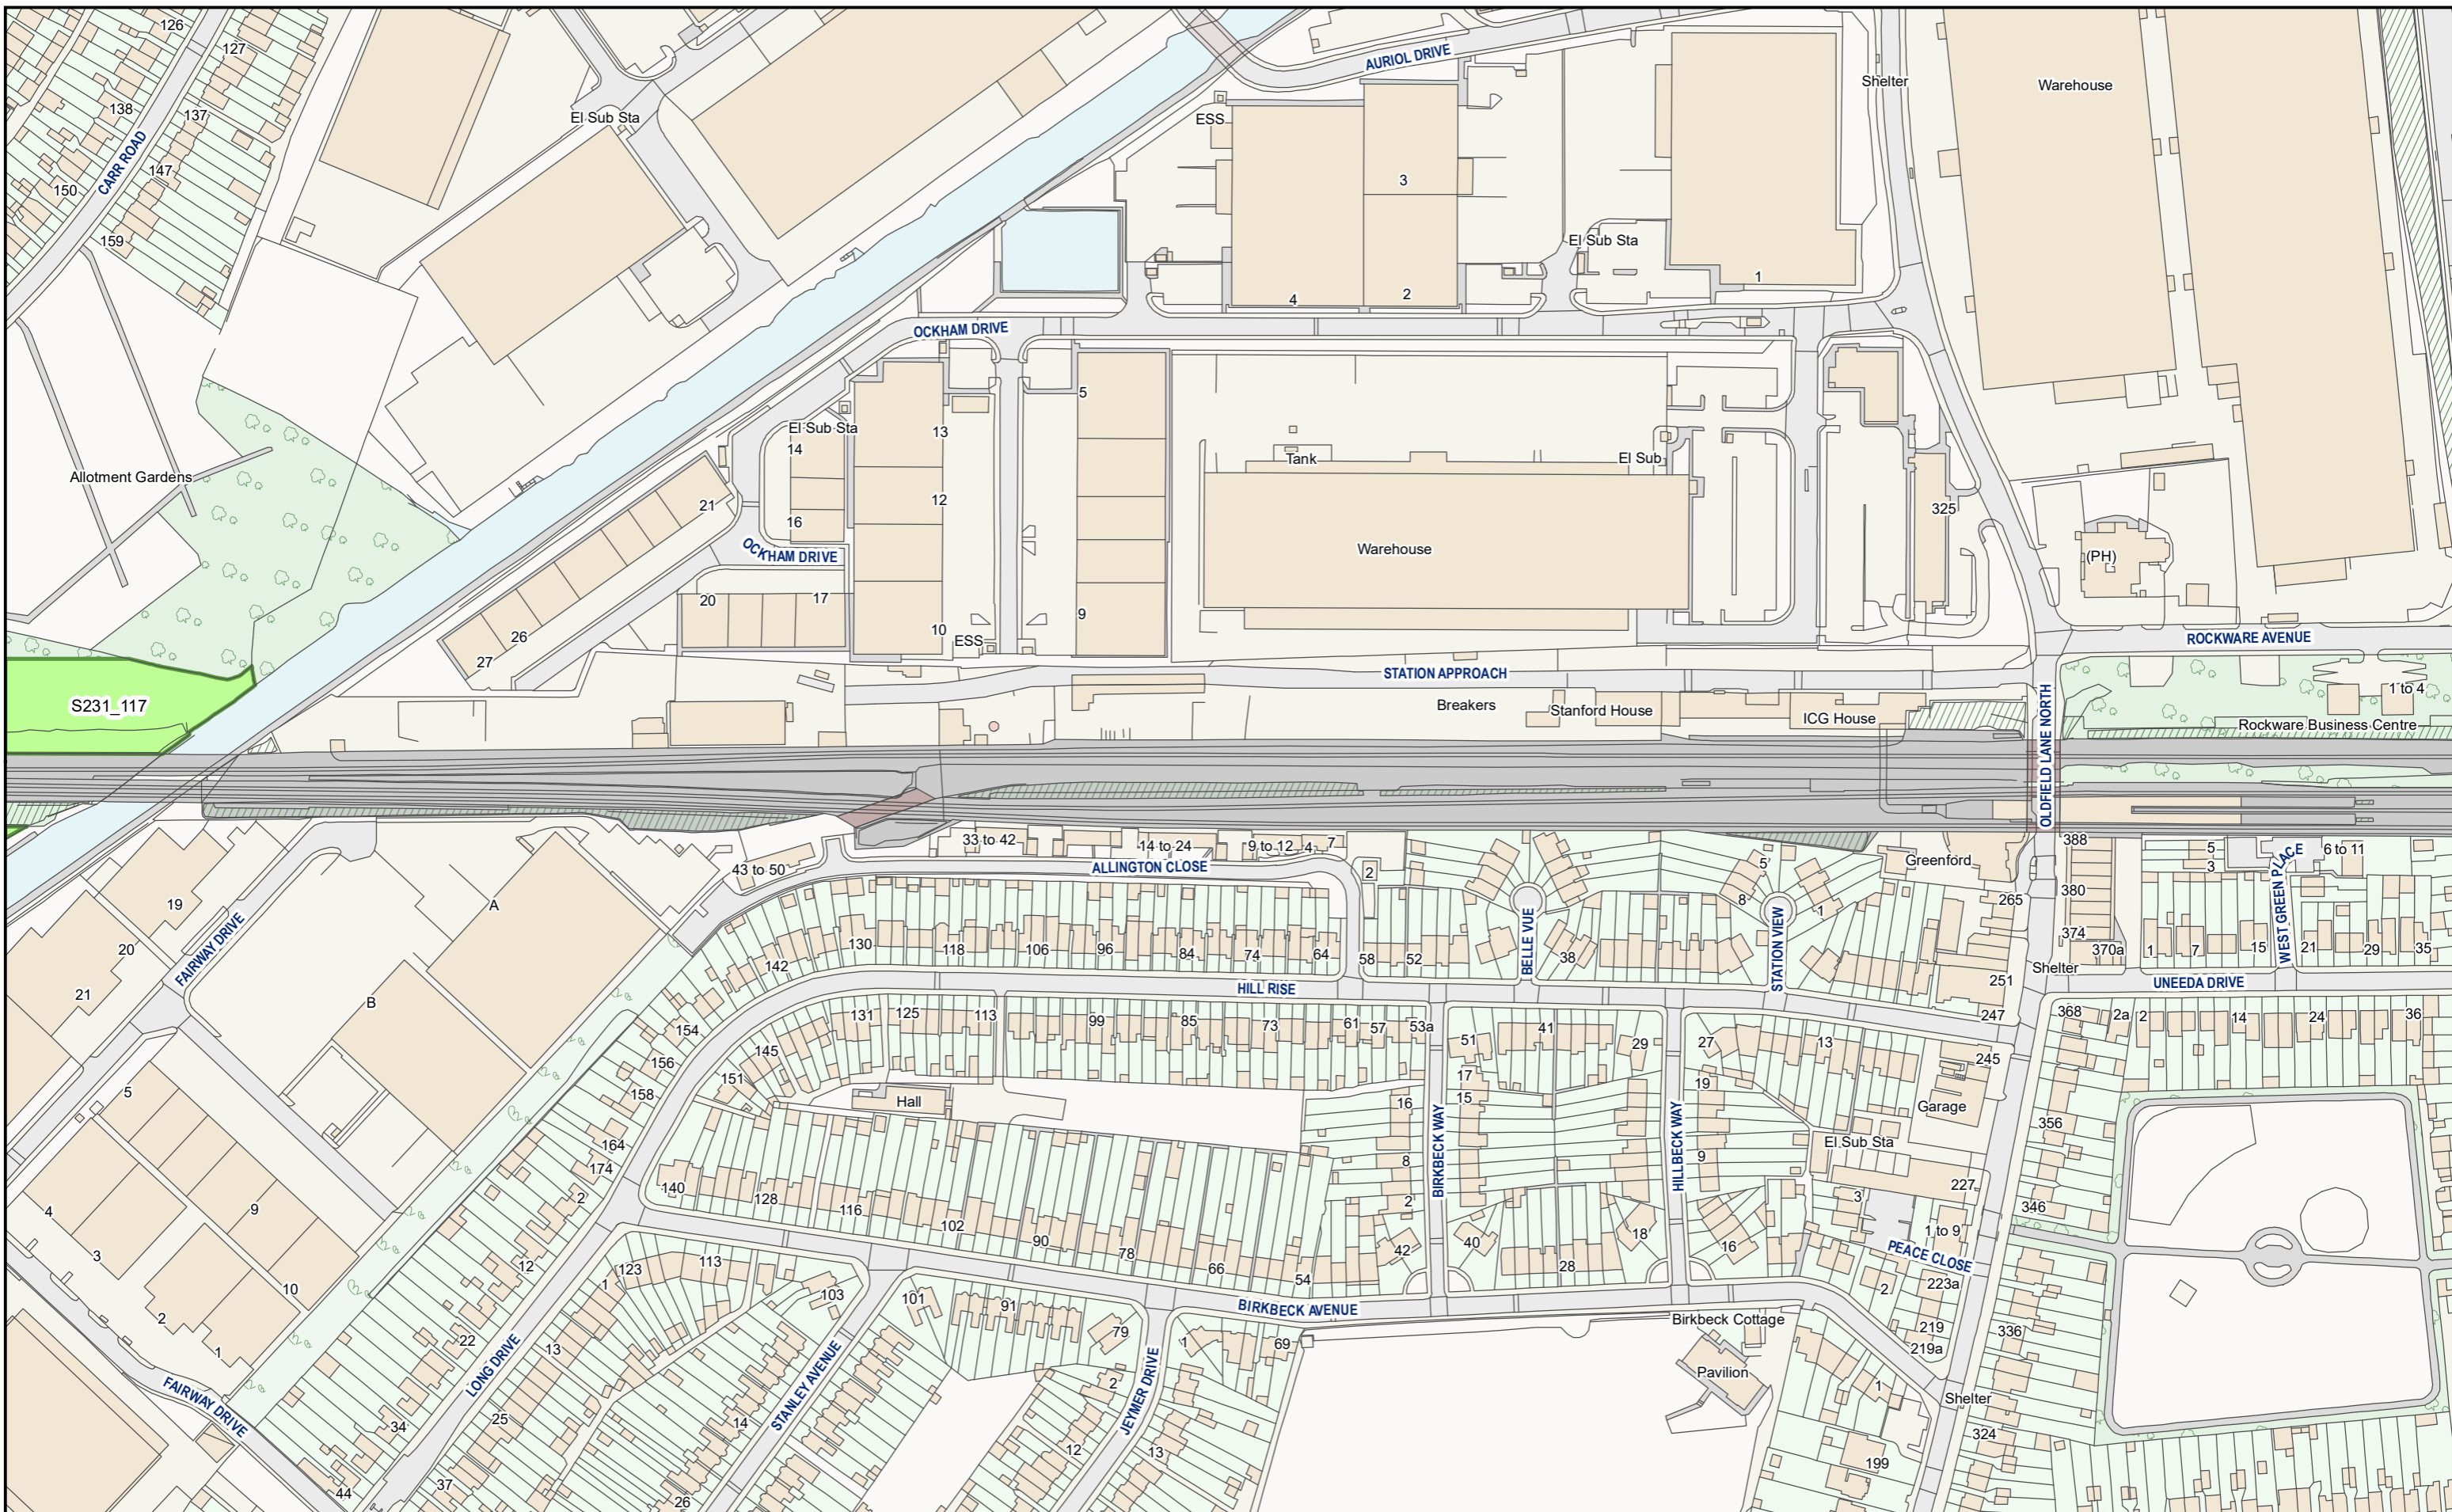 126
127
138
137
CARR ROAD
147
150
159
El Sub Sta
AURIOL DRIVE
ESS
3
4
2
El Sub Sta
1
Shelter
Warehouse
OCKHAM DRIVE
5
13
El Sub Sta
14
12
16
21
OCKHAM DRIVE
Allotment Gardens
20
17
26
27
10
ESS
9
Tank
El Sub
Warehouse
325
(PH)
ROCKWARE AVENUE
STATION APPROACH
Breakers
Stanford House
ICG House
OLDFIELD LANE NORTH
1 to 4
Rockware Business Centre
S231_117
33 to 42
14 to 24
9 to 12
4
7
43 to 50
ALLINGTON CLOSE
2
5
8
1
Greenford
388
5
3
6 to 11
WEST GREEN PLACE
380
265
374
370a
1
7
15
21
29
35
Shelter
251
UNEEDA DRIVE
247
19
20
21
FAIRWAY DRIVE
A
B
130
118
106
96
84
74
64
58
52
BELLE VUE
38
STATION VIEW
142
HILL RISE
154
156
158
164
174
2
131
125
113
99
85
73
61
57
53a
51
41
29
27
13
245
368
2a
2
14
24
36
145
151
Hall
16
17
15
19
Garage
356
El Sub Sta
BIRKBECK WAY
HILLBECK WAY
8
9
2
227
346
3
1 to 9
PEACE CLOSE
223a
2
219
219a
336
5
4
3
9
10
2
1
140
128
116
102
90
78
66
54
42
40
28
18
16
12
22
34
44
123
1
113
103
101
91
79
1
69
BIRKBECK AVENUE
Birkbeck Cottage
Pavilion
LONG DRIVE
13
25
37
STANLEY AVENUE
14
26
JEYMER DRIVE
2
12
13
FAIRWAY DRIVE
1
Shelter
324
199